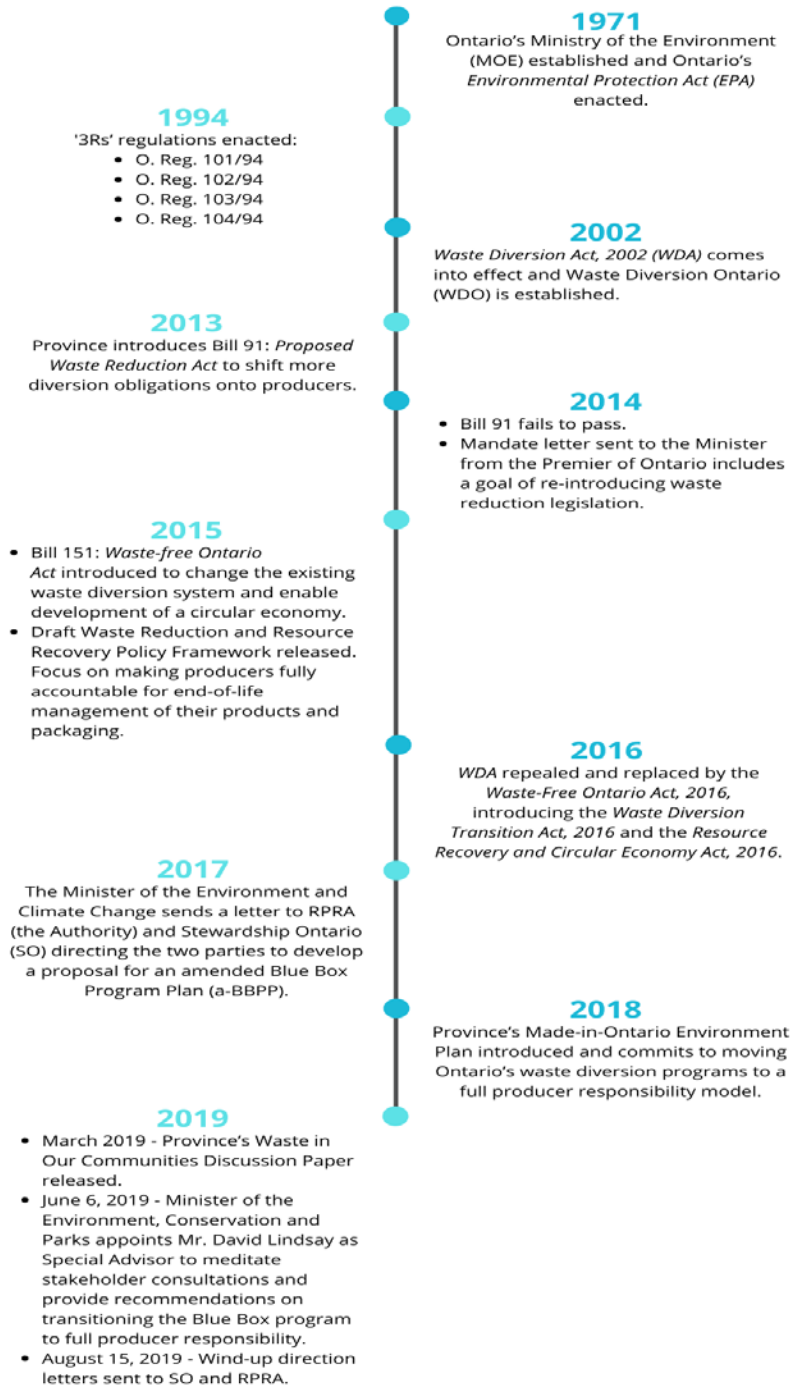 1971
Ontario’s Ministry of the Environment
(MOE) established and Ontario’s
Environmental Protection Act (EPA)
enacted.
1994
'3Rs’ regulations enacted:
• O. Reg. 101/94
• O. Reg. 102/94
• O. Reg. 103/94
• O. Reg. 104/94
2002
Waste Diversion Act, 2002 (WDA) comes
into effect and Waste Diversion Ontario
(WDO) is established.
2013
Province introduces Bill 91: Proposed
Waste Reduction Act to shift more
diversion obligations onto producers.
2014
• Bill 91 fails to pass.
• Mandate letter sent to the Minister
from the Premier of Ontario includes
a goal of re-introducing waste
reduction legislation.
2015
• Bill 151: Waste-free Ontario
Act introduced to change the existing
waste diversion system and enable
development of a circular economy.
• Draft Waste Reduction and Resource
Recovery Policy Framework released.
Focus on making producers fully
accountable for end-of-life
management of their products and
packaging.
2016
WDA repealed and replaced by the
Waste-Free Ontario Act, 2016,
introducing the Waste Diversion
Transition Act, 2016 and the Resource
Recovery and Circular Economy Act, 2016.
2017
The Minister of the Environment and
Climate Change sends a letter to RPRA
(the Authority) and Stewardship Ontario
(SO) directing the two parties to develop
a proposal for an amended Blue Box
Program Plan (a-BBPP).
2018
Province’s Made-in-Ontario Environment
Plan introduced and commits to moving
Ontario’s waste diversion programs to a
full producer responsibility model.
2019
• March 2019 - Province’s Waste in
Our Communities Discussion Paper
released.
• June 6, 2019 - Minister of the
Environment, Conservation and
Parks appoints Mr. David Lindsay as
Special Advisor to meditate
stakeholder consultations and
provide recommendations on
transitioning the Blue Box program
to full producer responsibility.
• August 15, 2019 - Wind-up direction
letters sent to SO and RPRA.